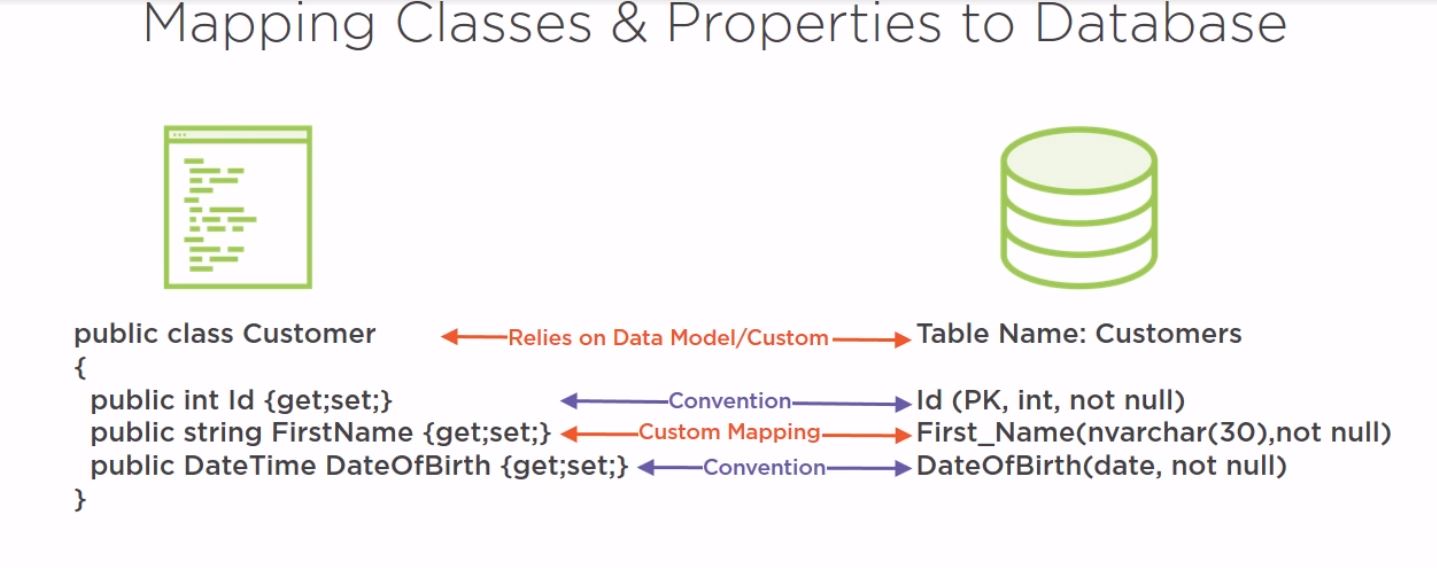 Mapping Classes & Properties to Database
public class Customer Relies on Data Model/Custom Table Name: Customers
{
public int Id {get;set;} Convention Id (PK, int, not null)
public string FirstName {get;set;} Custom Mapping First_Name(nvarchar(30),not null)
public DateTime DateOfBirth {get;set;} Convention DateOfBirth(date, not null)
}